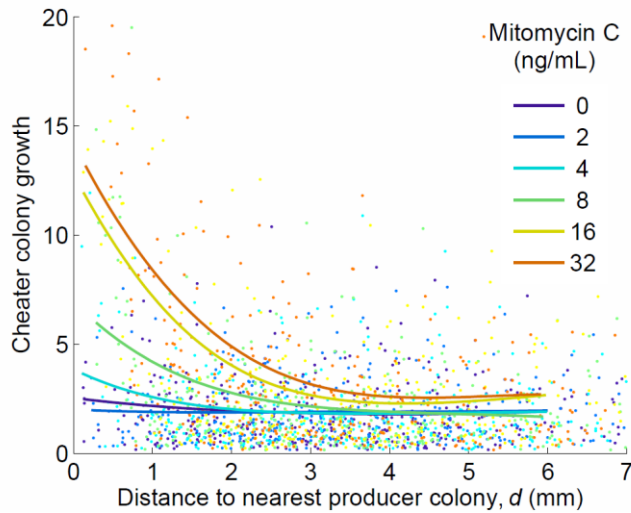 20
15
10
5
0
Cheater colony growth
Mitomycin C
(ng/mL)
0
2
4
8
16
32
0 1 2 3 4 5 6 7
Distance to nearest producer colony, d (mm)